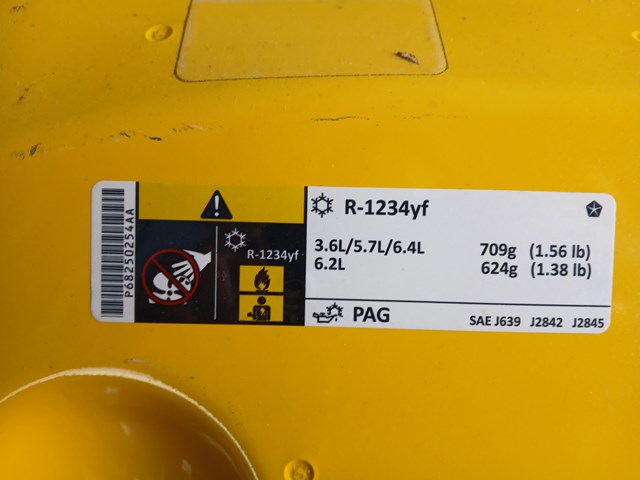 P68250254AA
R-1234yf
R-1234yf
3.6L/5.7L/6.4L 709g (1.56 lb)
6.2L 624g (1.38 lb)
PAG SAE J639 J2842 J2845